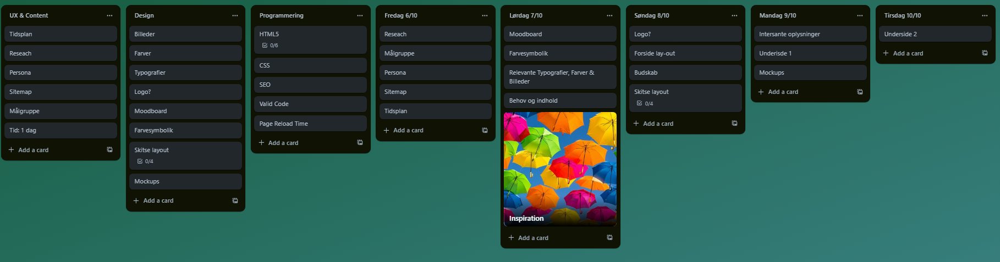 UX & Content
Tidsplan
Reseach
Persona
Sitemap
Målgruppe
Tid: 1 dag
Add a card
Design
Billeder
Farver
Typografier
Logo?
Moodboard
Farvesymbolik
Skitse layout
0/4
Mockups
Add a card
Programmering
HTML5
0/6
CSS
SEO
Valid Code
Page Reload Time
Add a card
Fredag 6/10
Reseach
Målgruppe
Persona
Sitemap
Tidsplan
Add a card
Lørdag 7/10
Moodboard
Farvesymbolik
Relevante Typografier, Farver &
Billeder
Behov og indhold
Inspiration
Add a card
Søndag 8/10
Logo?
Forside lay-out
Budskab
Skitse layout
0/4
Add a card
Mandag 9/10
Intersante oplysninger
Underisde 1
Mockups
Add a card
Tirsdag 10/10
Underside 2
Add a card